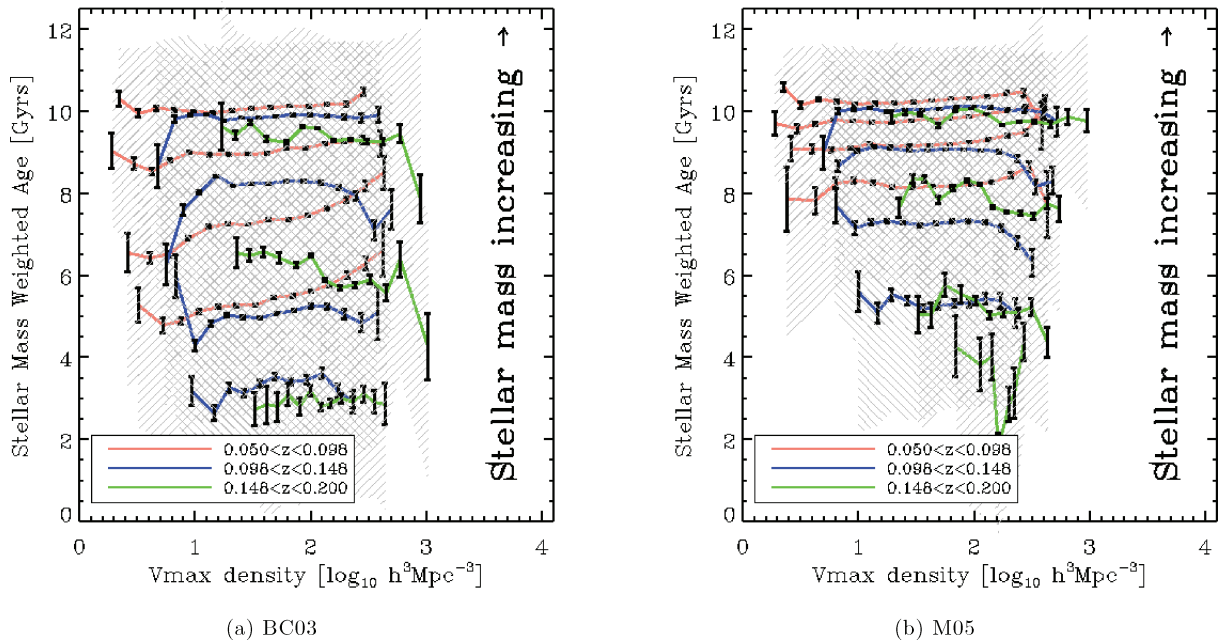 12
10
8
6
4
2
0
Stellar Mass Weighted Age [Gyrs]
Stellar mass increasing →
0.050<z<0.098
0.098<z<0.148
0.148<z<0.200
0 1 2 3 4
Vmax density [log₁₀ h³Mpc⁻³]
(a) BC03
12
10
8
6
4
2
0
Stellar Mass Weighted Age [Gyrs]
Stellar mass increasing →
0.050<z<0.098
0.098<z<0.148
0.148<z<0.200
0 1 2 3 4
Vmax density [log₁₀ h³Mpc⁻³]
(b) M05